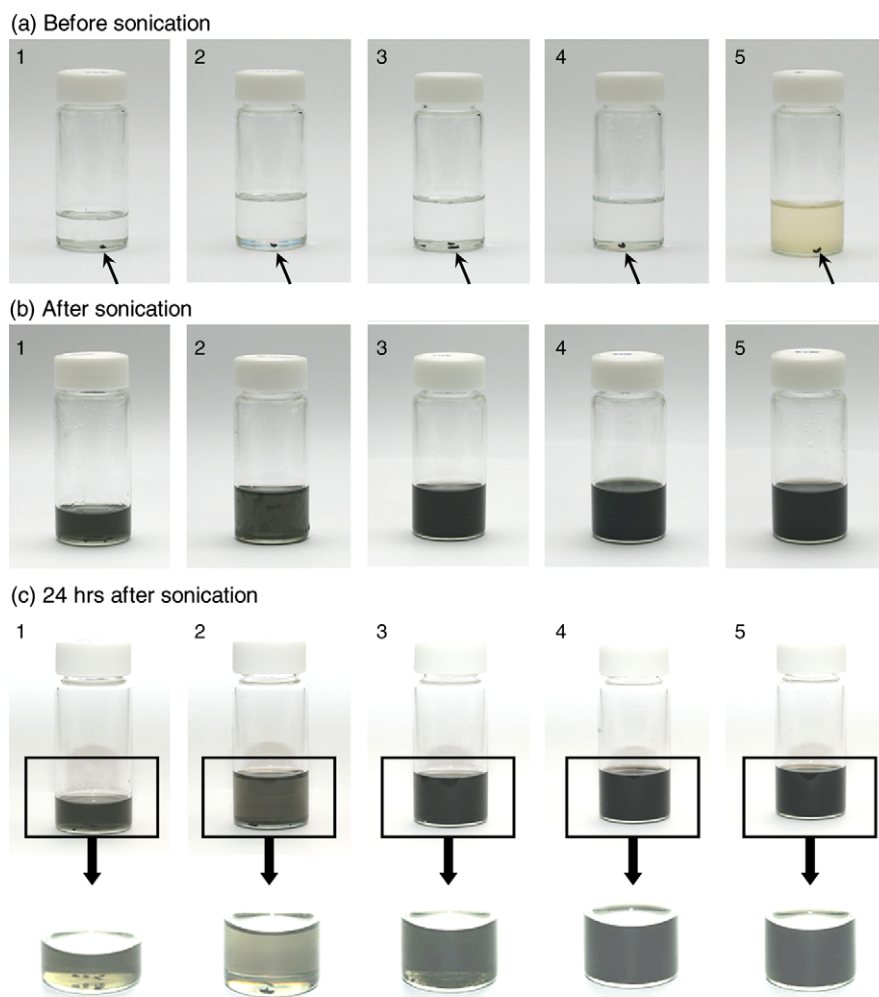 (a) Before sonication
1 2 3 4 5
(b) After sonication
1 2 3 4 5
(c) 24 hrs after sonication
1 2 3 4 5